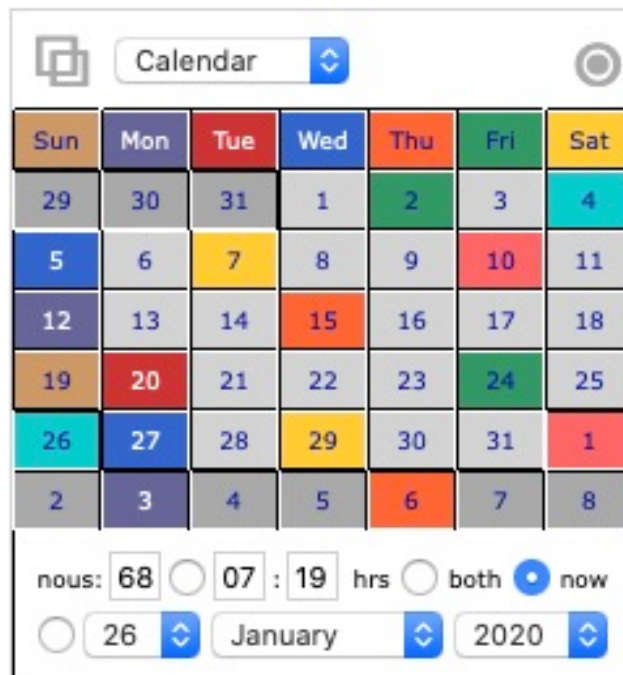 Calendar
Sun Mon Tue Wed Thu Fri Sat
29 30 31 1 2 3 4
5 6 7 8 9 10 11
12 13 14 15 16 17 18
19 20 21 22 23 24 25
26 27 28 29 30 31 1
2 3 4 5 6 7 8
nous: 68 07 : 19 hrs both now
26 January 2020